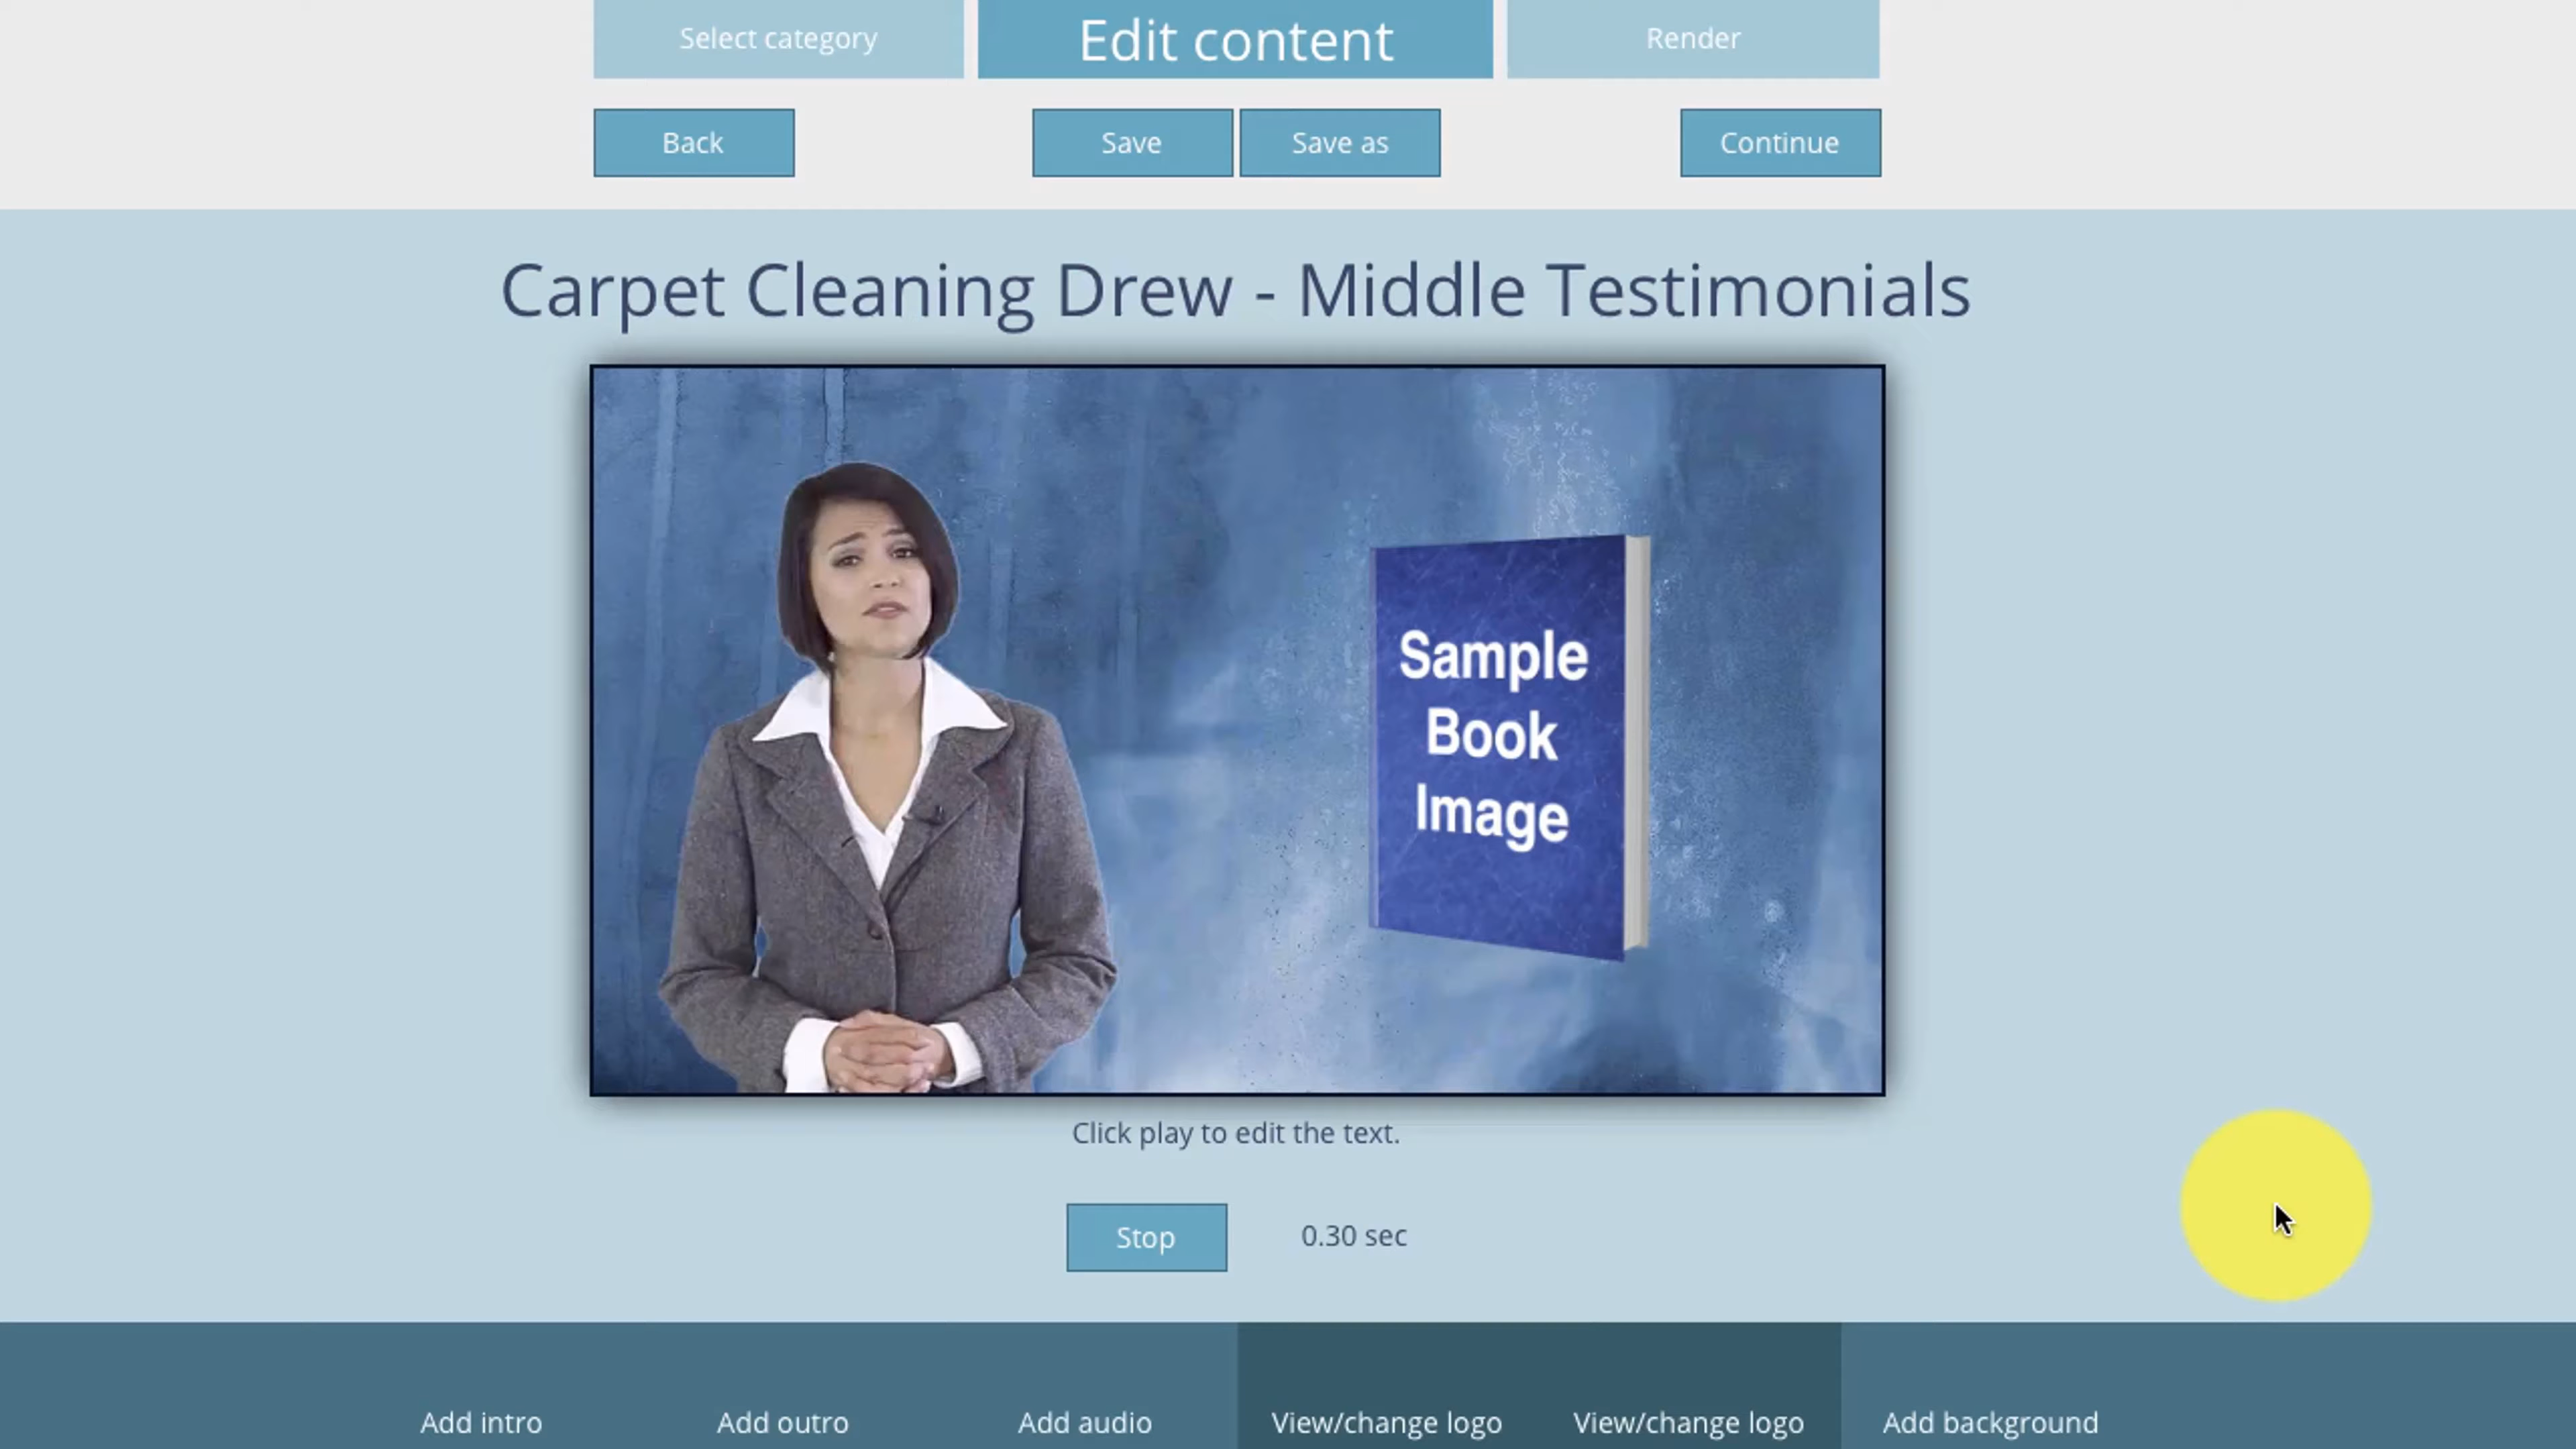 Select category
Edit content
Render
Back
Save
Save as
Continue
Carpet Cleaning Drew - Middle Testimonials
Sample
Book
Image
Click play to edit the text.
Stop
0.30 sec
Add intro
Add outro
Add audio
View/change logo
View/change logo
Add background